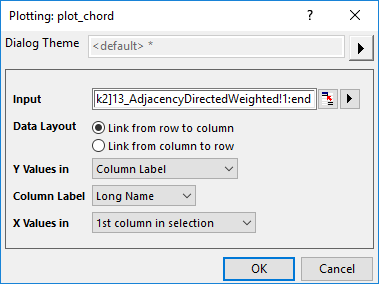 Plotting: plot_chord
Dialog Theme <default> *
Input k2]13_AdjacencyDirectedWeighted!1:end
Data Layout Link from row to column
Link from column to row
Y Values in Column Label
Column Label Long Name
X Values in 1st column in selection
OK Cancel